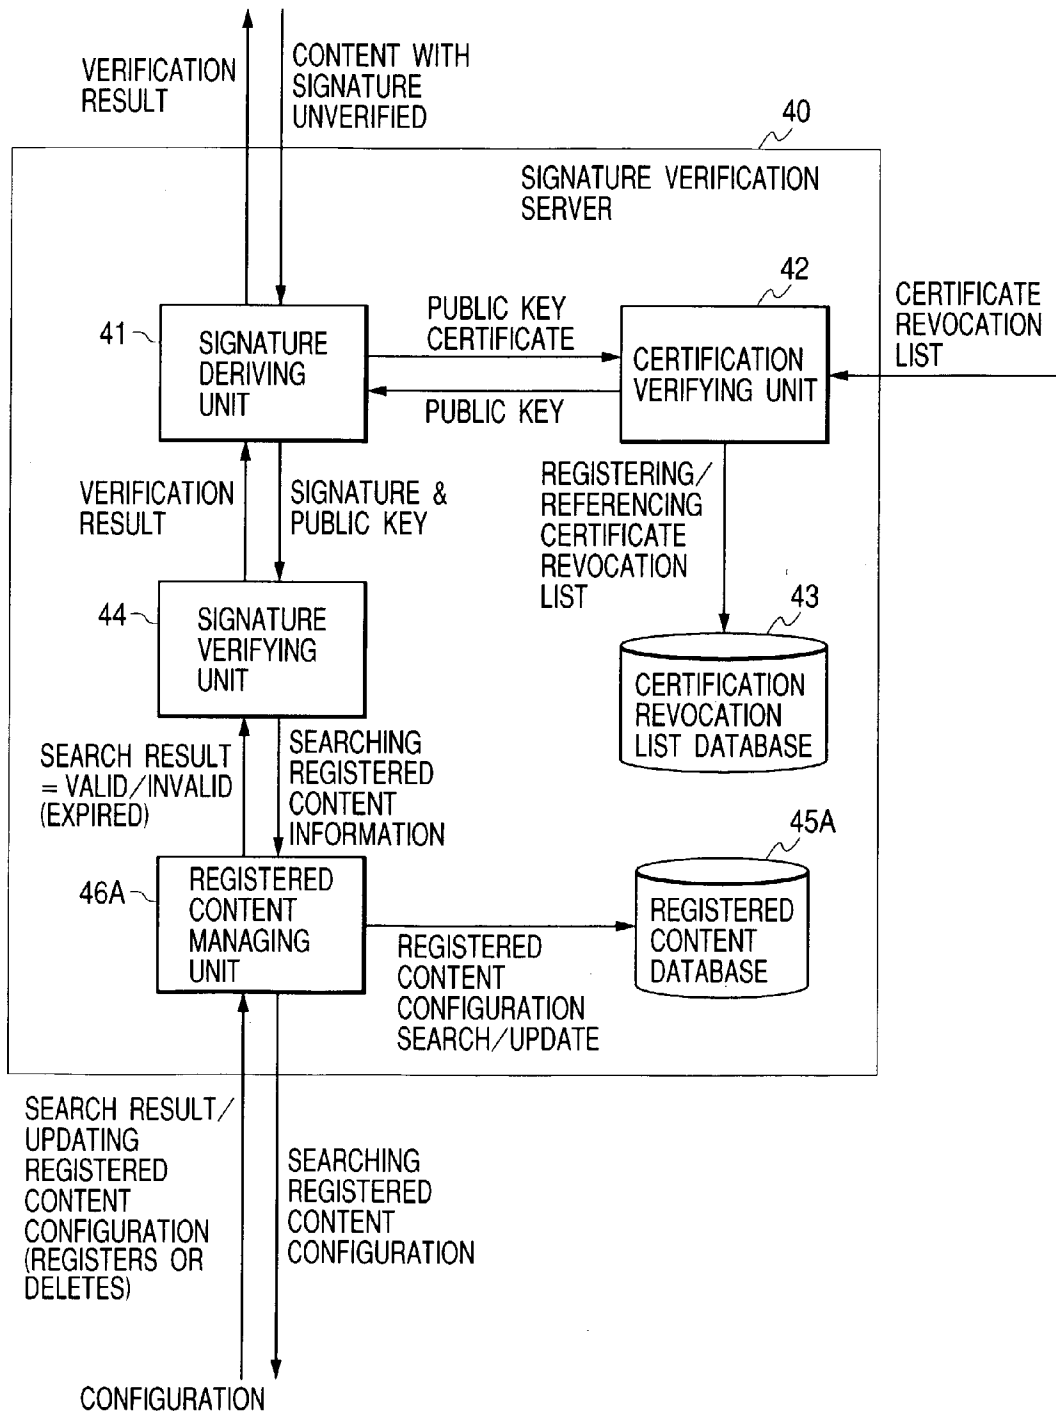 VERIFICATION
RESULT
CONTENT WITH
SIGNATURE
UNVERIFIED
40
SIGNATURE VERIFICATION
SERVER
41
SIGNATURE
DERIVING
UNIT
PUBLIC KEY
CERTIFICATE
PUBLIC KEY
42
CERTIFICATION
VERIFYING UNIT
CERTIFICATE
REVOCATION
LIST
VERIFICATION
RESULT
SIGNATURE &
PUBLIC KEY
REGISTERING/
REFERENCING
CERTIFICATE
REVOCATION
LIST
44
SIGNATURE
VERIFYING
UNIT
43
CERTIFICATION
REVOCATION
LIST DATABASE
SEARCH RESULT
=VALID/INVALID
(EXPIRED)
SEARCHING
REGISTERED
CONTENT
INFORMATION
46A
REGISTERED
CONTENT
MANAGING
UNIT
REGISTERED
CONTENT
CONFIGURATION
SEARCH/UPDATE
45A
REGISTERED
CONTENT
DATABASE
SEARCH RESULT/
UPDATING
REGISTERED
CONTENT
CONFIGURATION
(REGISTERS OR
DELETES)
SEARCHING
REGISTERED
CONTENT
CONFIGURATION
CONFIGURATION